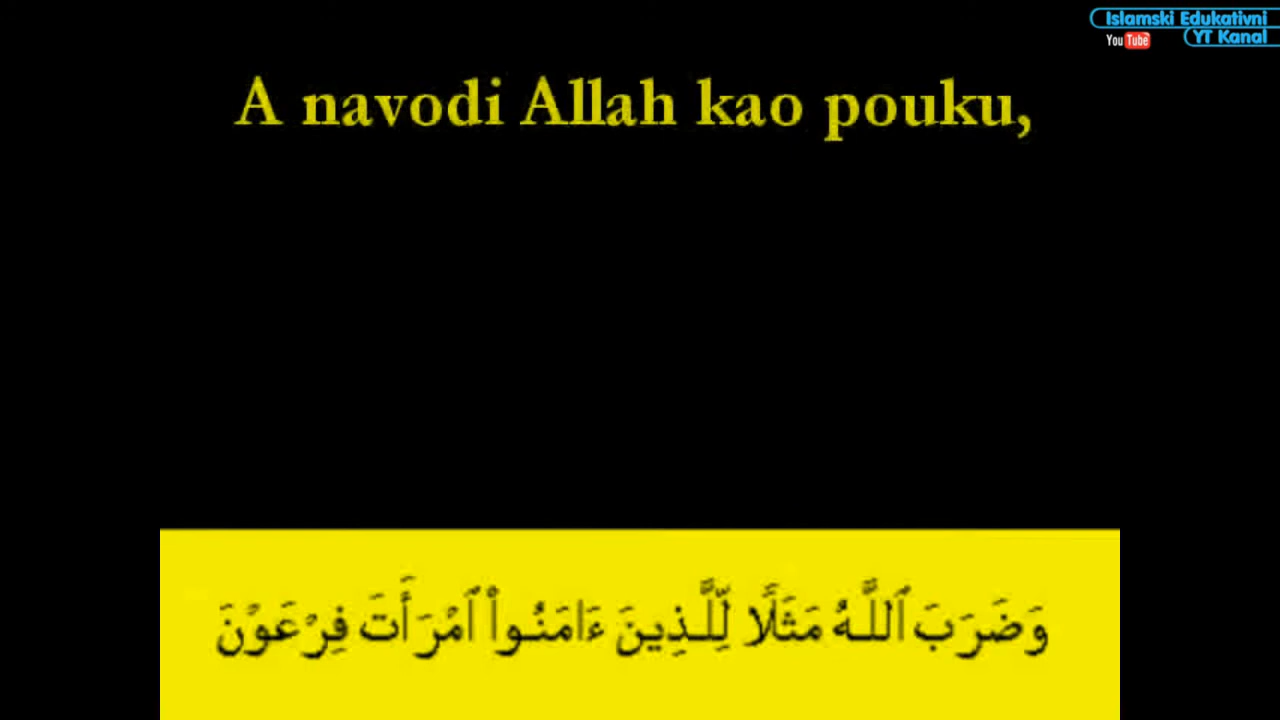 Islamski Edukativni
YouTube YT Kanal
A navodi Allah kao pouku,
وَضَرَبَ ٱللَّهُ مَثَلًا لِّلَّذِينَ ءَامَنُوا۟ ٱمْرَأَتَ فِرْعَوْنَ